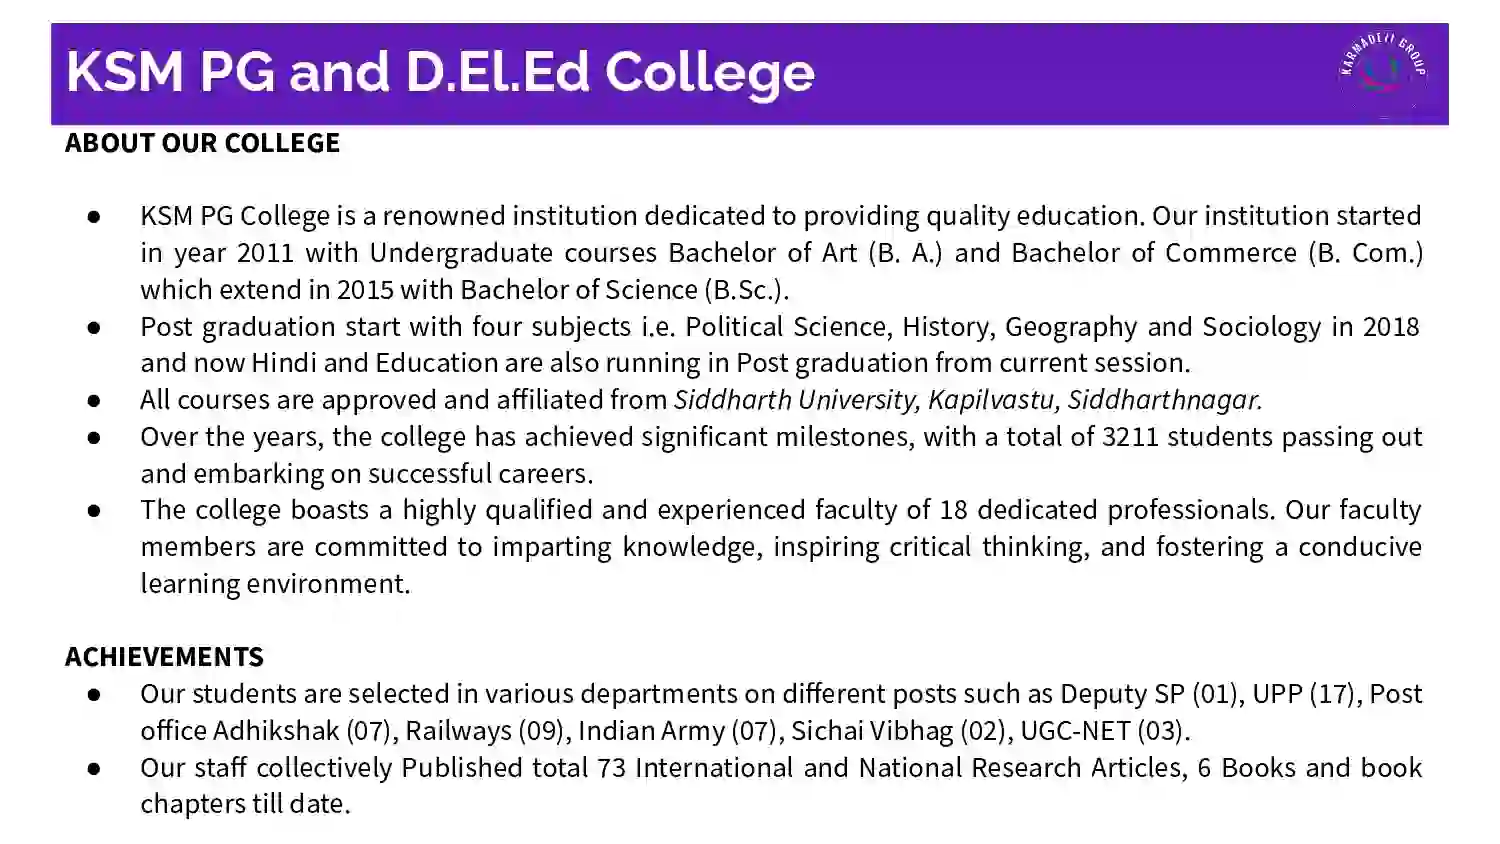 KSM PG and D.El.Ed College
KARMADEVI GROUP
ABOUT OUR COLLEGE
● KSM PG College is a renowned institution dedicated to providing quality education. Our institution started
in year 2011 with Undergraduate courses Bachelor of Art (B. A.) and Bachelor of Commerce (B. Com.)
which extend in 2015 with Bachelor of Science (B.Sc.).
● Post graduation start with four subjects i.e. Political Science, History, Geography and Sociology in 2018
and now Hindi and Education are also running in Post graduation from current session.
● All courses are approved and affiliated from Siddharth University, Kapilvastu, Siddharthnagar.
● Over the years, the college has achieved significant milestones, with a total of 3211 students passing out
and embarking on successful careers.
● The college boasts a highly qualified and experienced faculty of 18 dedicated professionals. Our faculty
members are committed to imparting knowledge, inspiring critical thinking, and fostering a conducive
learning environment.
ACHIEVEMENTS
● Our students are selected in various departments on different posts such as Deputy SP (01), UPP (17), Post
office Adhikshak (07), Railways (09), Indian Army (07), Sichai Vibhag (02), UGC-NET (03).
● Our staff collectively Published total 73 International and National Research Articles, 6 Books and book
chapters till date.